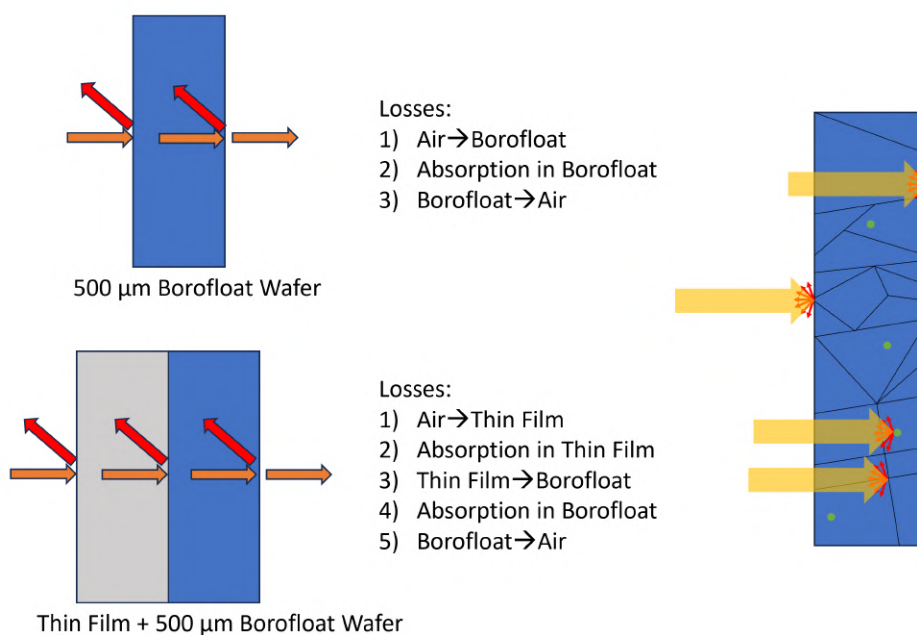 Losses:
1) Air→Borofloat
2) Absorption in Borofloat
3) Borofloat→Air
500 μm Borofloat Wafer
Losses:
1) Air→Thin Film
2) Absorption in Thin Film
3) Thin Film→Borofloat
4) Absorption in Borofloat
5) Borofloat→Air
Thin Film + 500 μm Borofloat Wafer